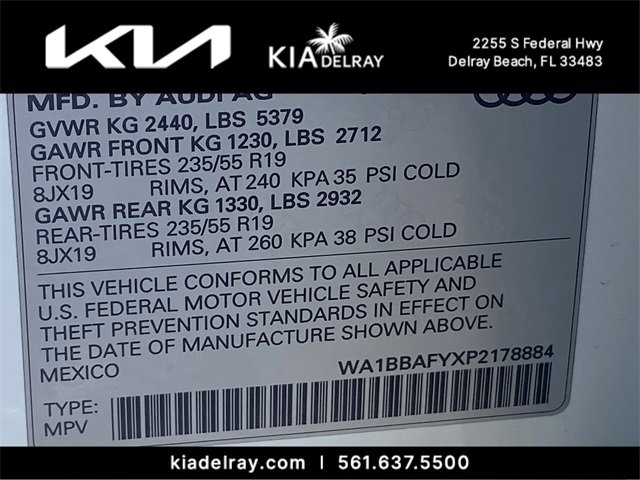 KIA
KIA DELRAY
2255 S Federal Hwy
Delray Beach, FL 33483
MFD. BY AUDI AG
GVWR KG 2440, LBS 5379
GAWR FRONT KG 1230, LBS 2712
FRONT-TIRES 235/55 R19
8JX19 RIMS, AT 240 KPA 35 PSI COLD
GAWR REAR KG 1330, LBS 2932
REAR-TIRES 235/55 R19
8JX19 RIMS, AT 260 KPA 38 PSI COLD
THIS VEHICLE CONFORMS TO ALL APPLICABLE
U.S. FEDERAL MOTOR VEHICLE SAFETY AND
THEFT PREVENTION STANDARDS IN EFFECT ON
THE DATE OF MANUFACTURE SHOWN ABOVE.
MEXICO
WA1BBAFYXP2178884
TYPE:
MPV
kiadelray.com | 561.637.5500